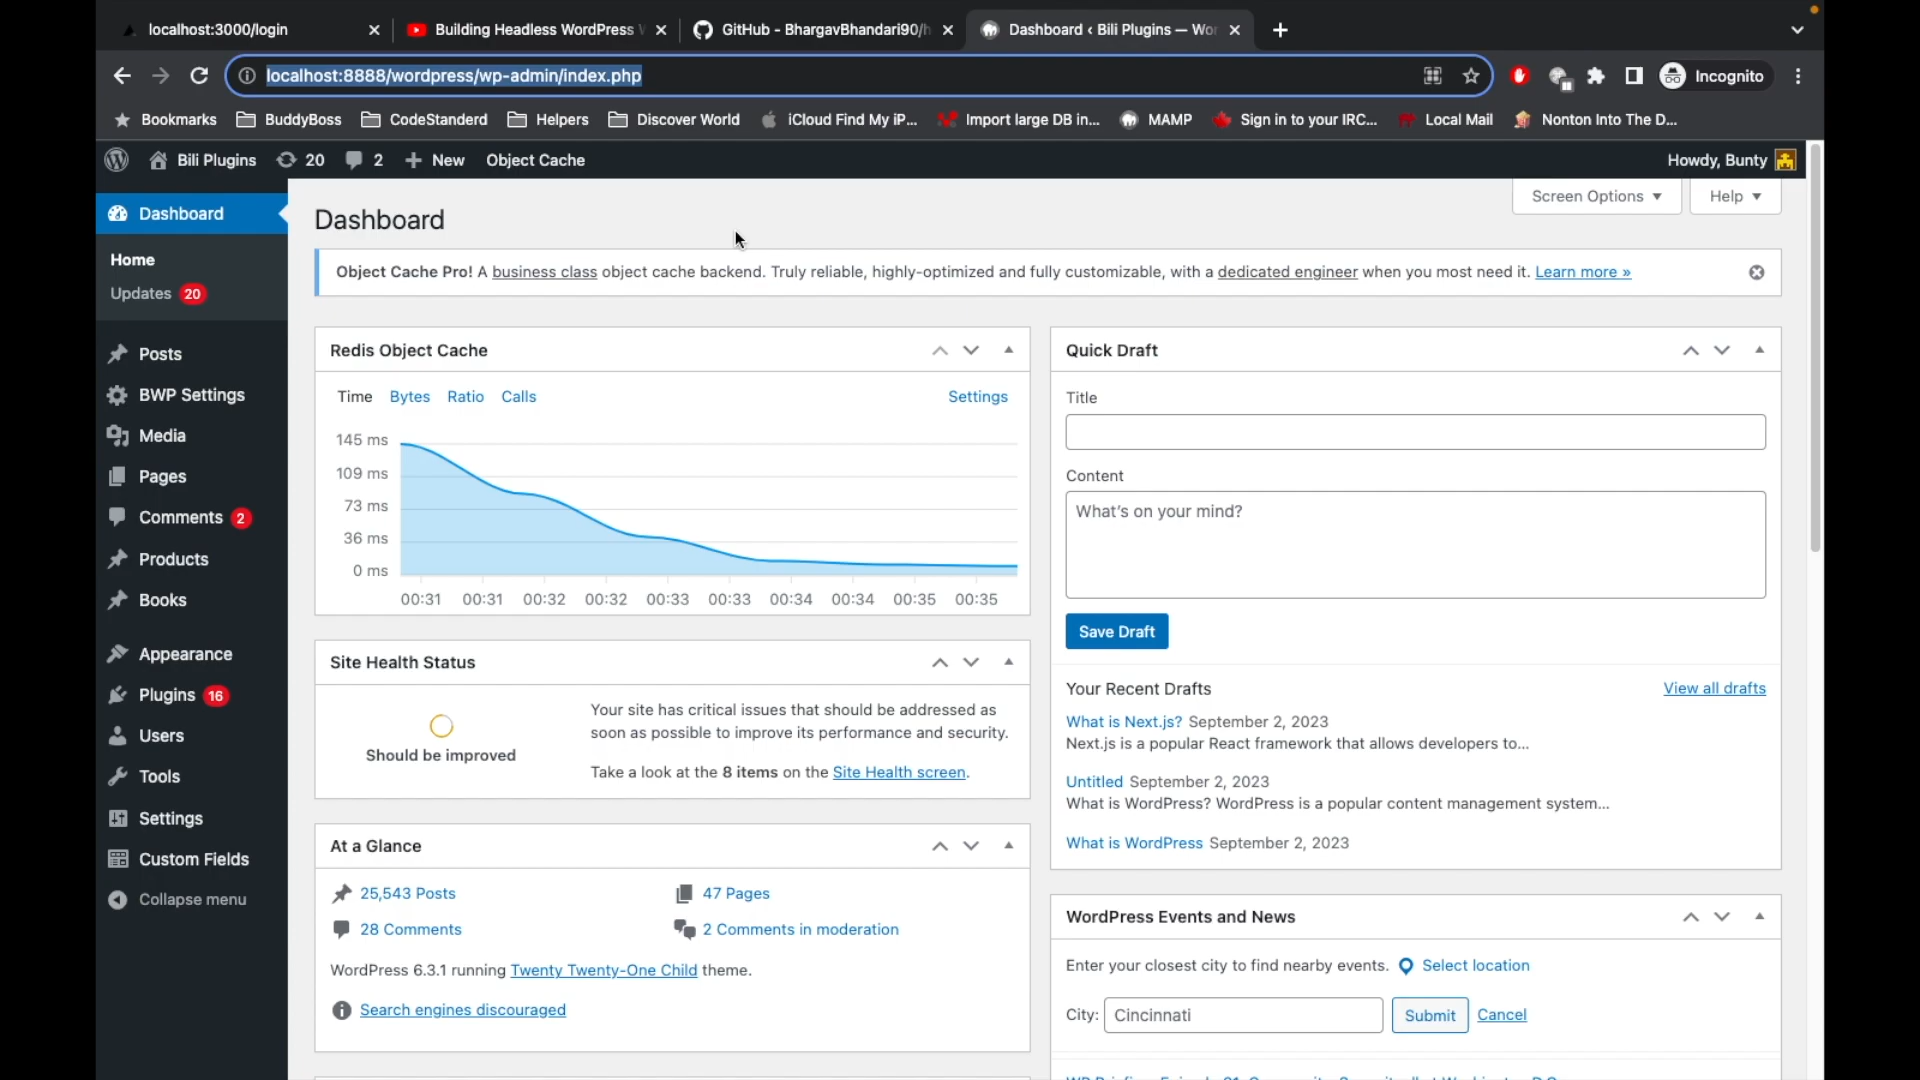 localhost:3000/login
Building Headless WordPress
GitHub - BhargavBhandari90/h
Dashboard ‹ Bili Plugins — Wor
localhost:8888/wordpress/wp-admin/index.php
Incognito
Bookmarks
BuddyBoss
CodeStanderd
Helpers
Discover World
iCloud Find My iP...
Import large DB in...
MAMP
Sign in to your IRC...
Local Mail
Nonton Into The D...
Bili Plugins
20
2
New
Object Cache
Howdy, Bunty
Dashboard
Home
Updates 20
Posts
BWP Settings
Media
Pages
Comments 2
Products
Books
Appearance
Plugins 16
Users
Tools
Settings
Custom Fields
Collapse menu
Screen Options
Help
Dashboard
Object Cache Pro! A business class object cache backend. Truly reliable, highly-optimized and fully customizable, with a dedicated engineer when you most need it. Learn more »
Redis Object Cache
Time Bytes Ratio Calls
Settings
145 ms
109 ms
73 ms
36 ms
0 ms
00:31 00:31 00:32 00:32 00:33 00:33 00:34 00:34 00:35 00:35
Site Health Status
Should be improved
Your site has critical issues that should be addressed as
soon as possible to improve its performance and security.
Take a look at the 8 items on the Site Health screen.
At a Glance
25,543 Posts
47 Pages
28 Comments
2 Comments in moderation
WordPress 6.3.1 running Twenty Twenty-One Child theme.
Search engines discouraged
Quick Draft
Title
Content
What's on your mind?
Save Draft
Your Recent Drafts
View all drafts
What is Next.js? September 2, 2023
Next.js is a popular React framework that allows developers to...
Untitled September 2, 2023
What is WordPress? WordPress is a popular content management system...
What is WordPress September 2, 2023
WordPress Events and News
Enter your closest city to find nearby events.
Select location
City: Cincinnati
Submit
Cancel